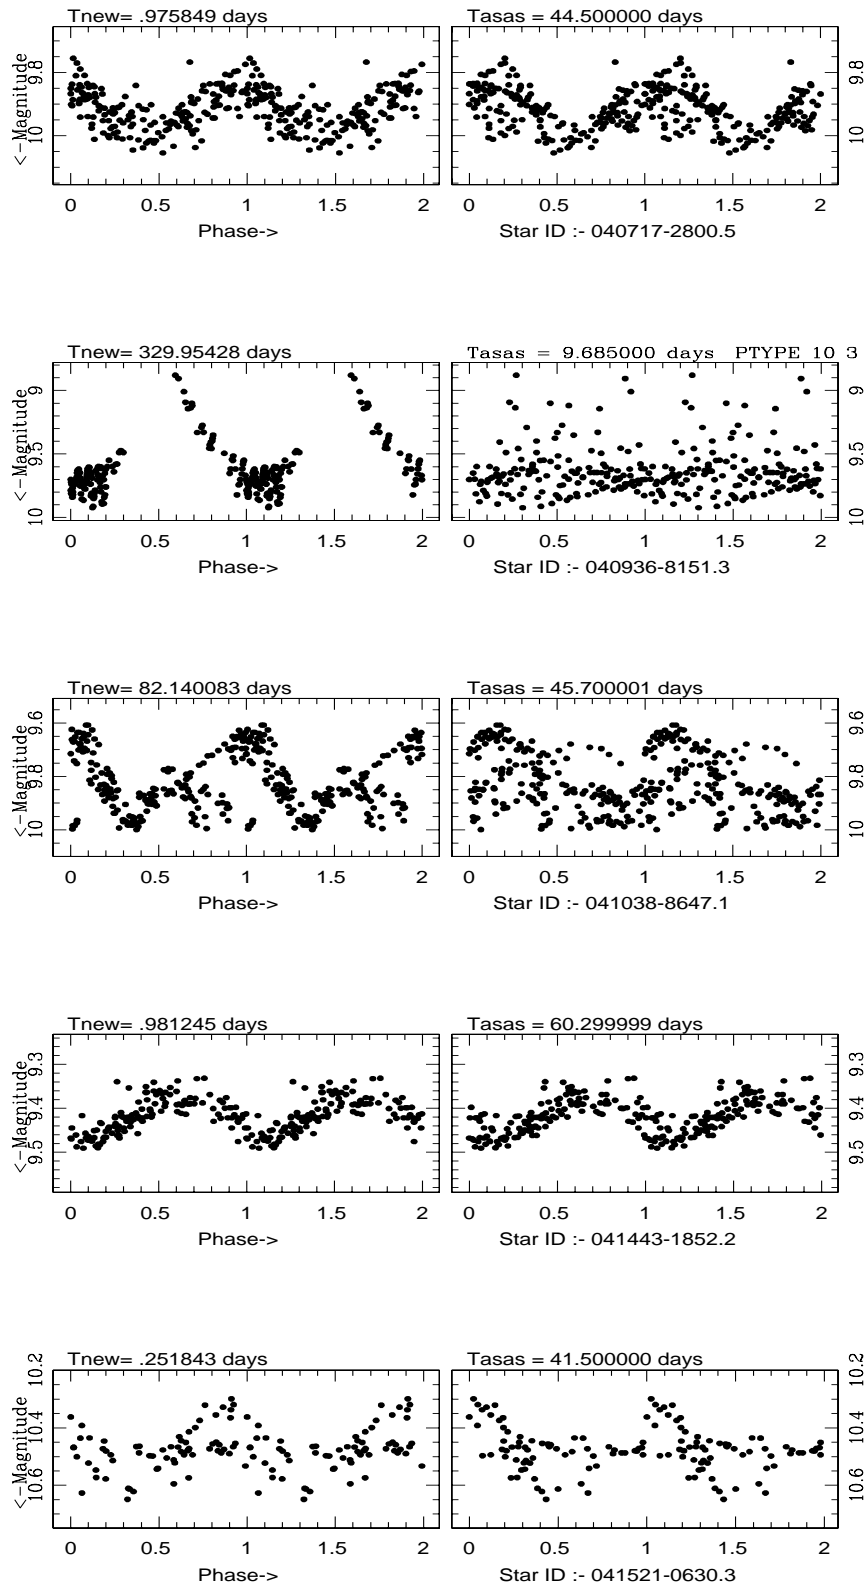 Tnew= .975849 days Tasas = 44.500000 days
<-Magnitude
9.8
10
10
0 0.5 1 1.5 2 0 0.5 1 1.5 2
Phase-> Star ID :- 040717-2800.5
Tnew= 329.95428 days Tasas = 9.685000 days PTYPE 10 3
<-Magnitude
9 9
9.5 9.5
10 10
0 0.5 1 1.5 2 0 0.5 1 1.5 2
Phase-> Star ID :- 040936-8151.3
Tnew= 82.140083 days Tasas = 45.700001 days
<-Magnitude
9.6 9.6
9.8 9.8
10 10
0 0.5 1 1.5 2 0 0.5 1 1.5 2
Phase-> Star ID :- 041038-8647.1
Tnew= .981245 days Tasas = 60.299999 days
<-Magnitude
9.3 9.3
9.4 9.4
9.5 9.5
0 0.5 1 1.5 2 0 0.5 1 1.5 2
Phase-> Star ID :- 041443-1852.2
Tnew= .251843 days Tasas = 41.500000 days
<-Magnitude
10.2 10.2
10.4 10.4
10.6 10.6
0 0.5 1 1.5 2 0 0.5 1 1.5 2
Phase-> Star ID :- 041521-0630.3